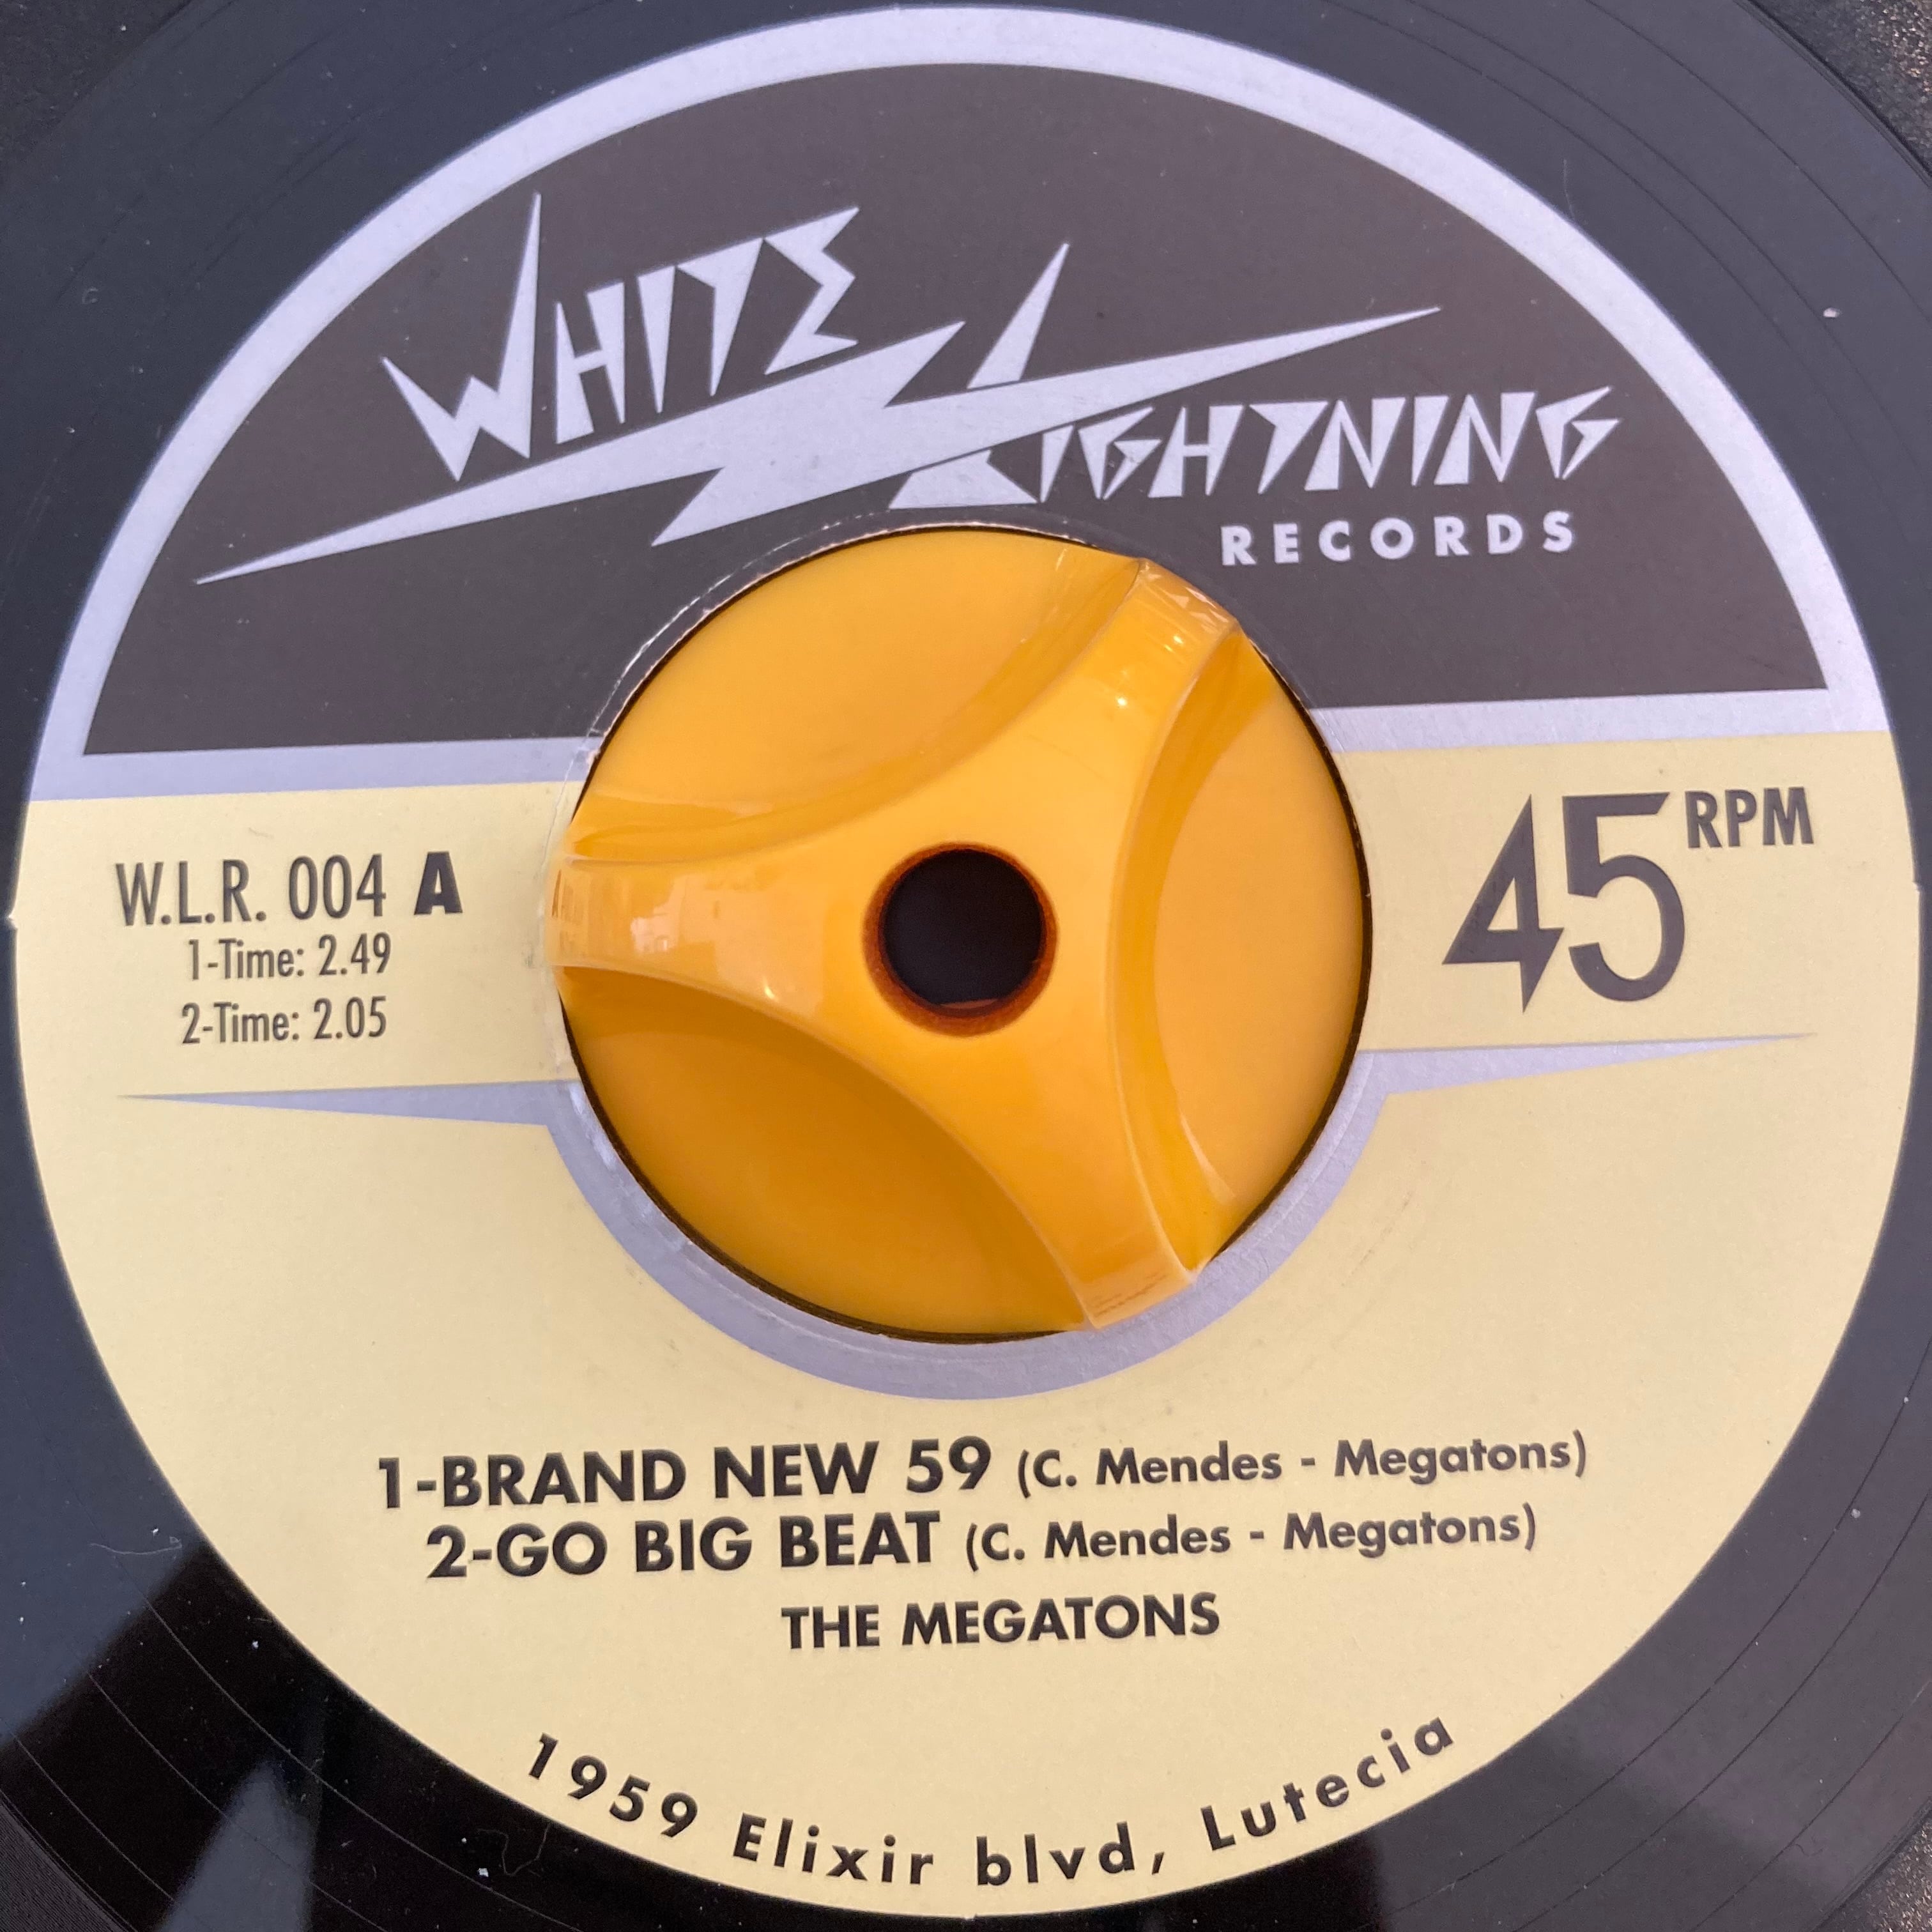 WHITE
LIGHTNING
RECORDS
W.L.R. 004 A
1-Time: 2.49
2-Time: 2.05
45 RPM
1-BRAND NEW 59 (C. Mendes - Megatons)
2-GO BIG BEAT (C. Mendes - Megatons)
THE MEGATONS
1959 Elixir blvd, Lutecia